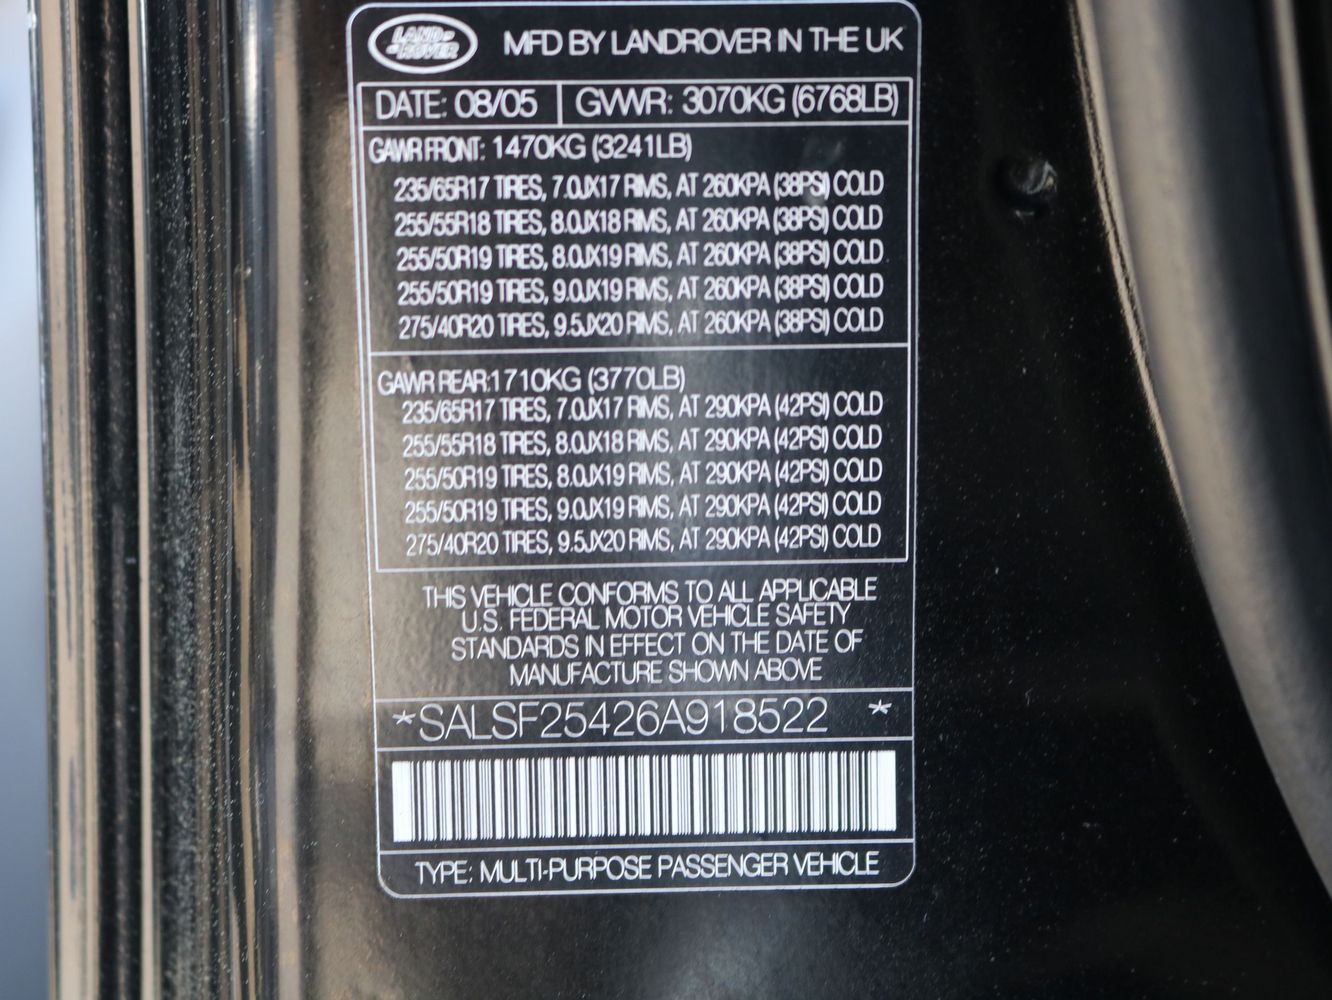 LAND-
-ROVER
MFD BY LANDROVER IN THE UK
DATE: 08/05 GVWR: 3070KG (6768LB)
GAWR FRONT: 1470KG (3241LB)
235/65R17 TIRES, 7.0JX17 RIMS, AT 260KPA (38PSI) COLD
255/55R18 TIRES, 8.0JX18 RIMS, AT 260KPA (38PSI) COLD
255/50R19 TIRES, 8.0JX19 RIMS, AT 260KPA (38PSI) COLD
255/50R19 TIRES, 9.0JX19 RIMS, AT 260KPA (38PSI) COLD
275/40R20 TIRES, 9.5JX20 RIMS, AT 260KPA (38PSI) COLD
GAWR REAR:1710KG (3770LB)
235/65R17 TIRES, 7.0JX17 RIMS, AT 290KPA (42PSI) COLD
255/55R18 TIRES, 8.0JX18 RIMS, AT 290KPA (42PSI) COLD
255/50R19 TIRES, 8.0JX19 RIMS, AT 290KPA (42PSI) COLD
255/50R19 TIRES, 9.0JX19 RIMS, AT 290KPA (42PSI) COLD
275/40R20 TIRES, 9.5JX20 RIMS, AT 290KPA (42PSI) COLD
THIS VEHICLE CONFORMS TO ALL APPLICABLE
U.S. FEDERAL MOTOR VEHICLE SAFETY
STANDARDS IN EFFECT ON THE DATE OF
MANUFACTURE SHOWN ABOVE
*SALSF25426A918522 *
TYPE: MULTI-PURPOSE PASSENGER VEHICLE